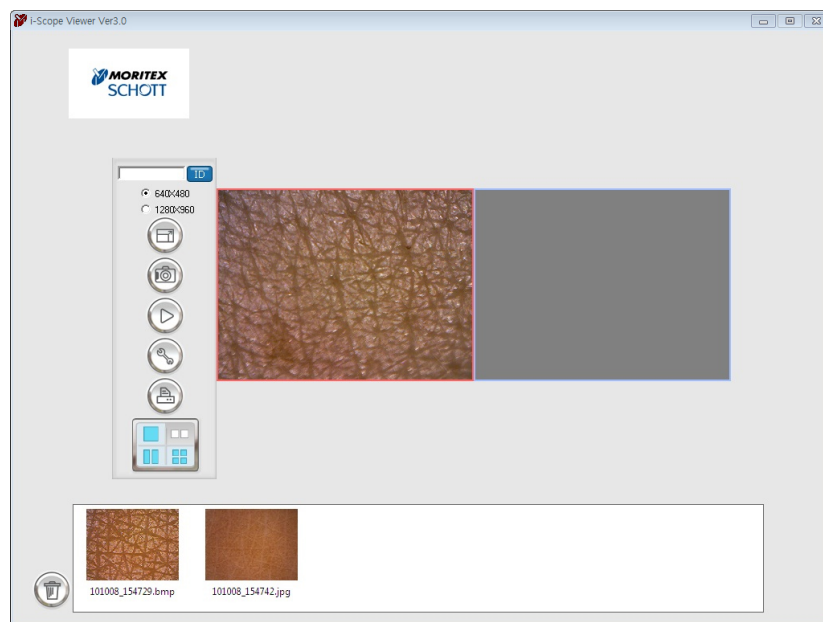 i-Scope Viewer Ver3.0
MORITEX
SCHOTT
ID
640X480
1280X960
101008_154729.bmp
101008_154742.jpg